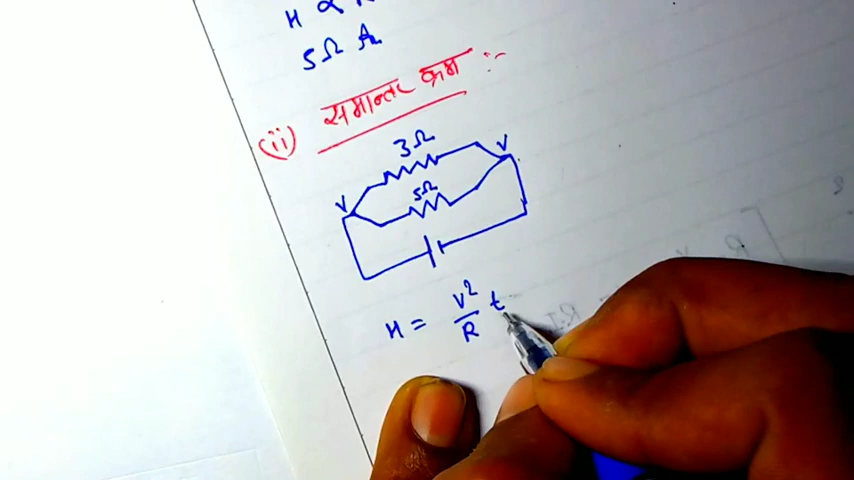 H ∝
5Ω
(ii) समान्तर क्रम :-
3Ω
V
5Ω
V
H = V²/R t